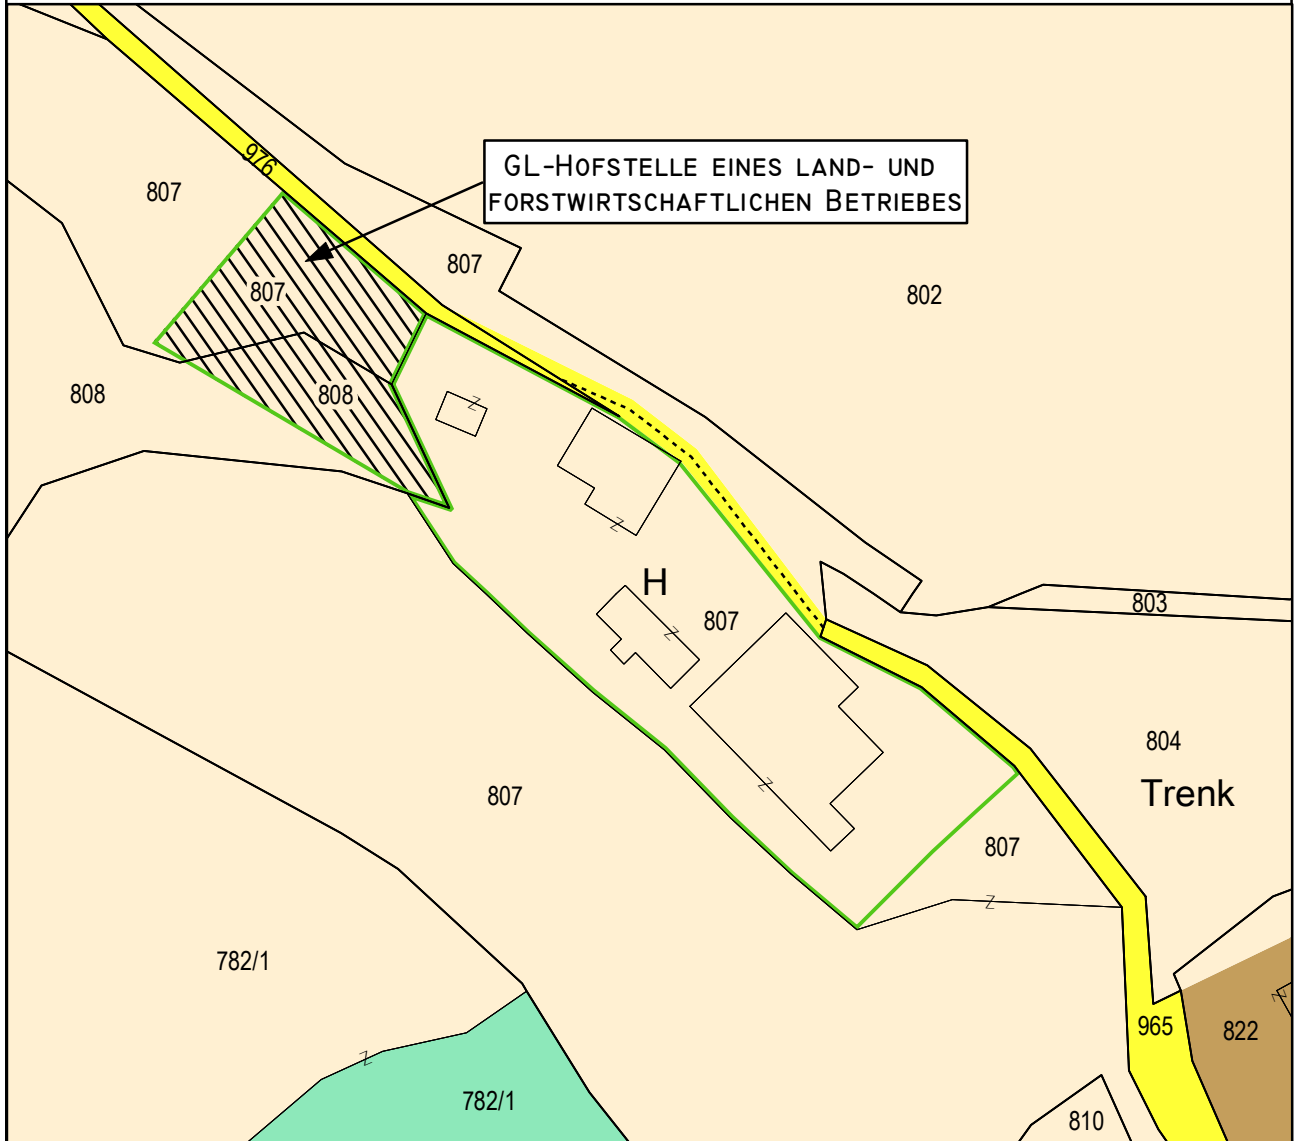 976
807
GL-HOFSTELLE EINES LAND- UND
FORSTWIRTSCHAFTLICHEN BETRIEBES
807
807
802
808
808
Z
Z
H
807
Z
803
804
Trenk
Z
807
807
Z
782/1
Z
965
822
Z
782/1
810